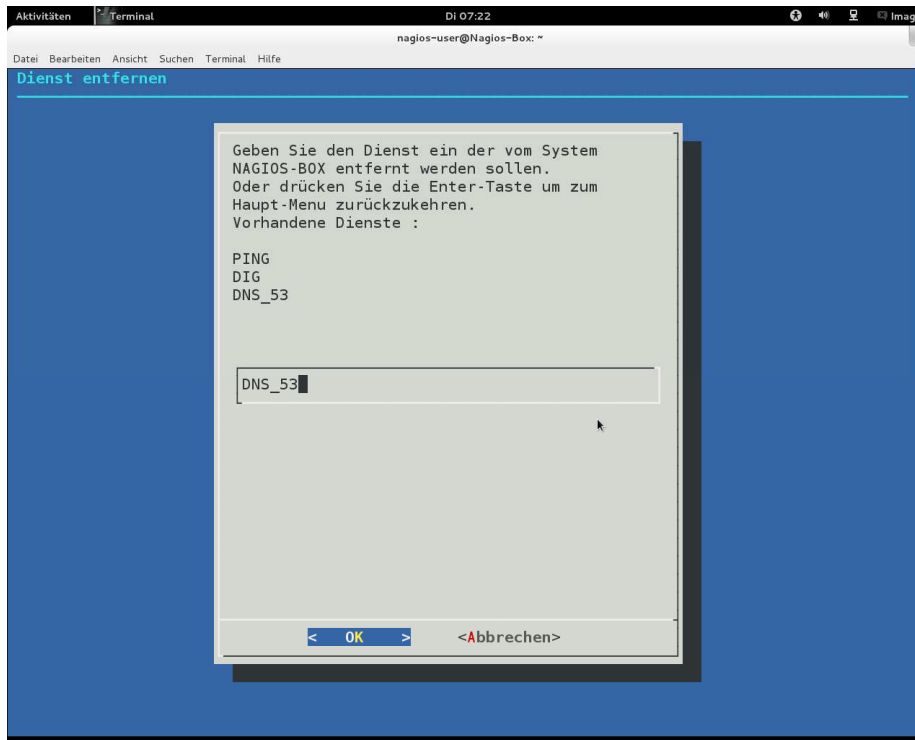 Aktivitäten Terminal Di 07:22 Imag
nagios-user@Nagios-Box: ~
Datei Bearbeiten Ansicht Suchen Terminal Hilfe
Dienst entfernen
Geben Sie den Dienst ein der vom System
NAGIOS-BOX entfernt werden sollen.
Oder drücken Sie die Enter-Taste um zum
Haupt-Menu zurückzukehren.
Vorhandene Dienste :
PING
DIG
DNS_53
DNS_53
< OK > <Abbrechen>